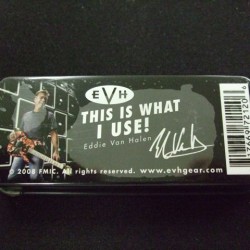 EVH
THIS IS WHAT
I USE!
Eddie Van Halen
© 2008 FMIC. All rights reserved. www.evhgear.com